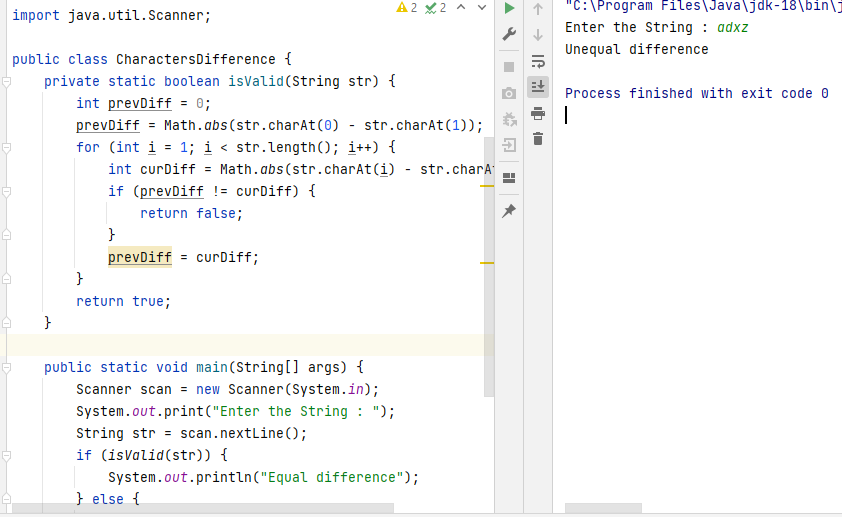 import java.util.Scanner;
2 2
public class CharactersDifference {
private static boolean isValid(String str) {
int prevDiff = 0;
prevDiff = Math.abs(str.charAt(0) - str.charAt(1));
for (int i = 1; i < str.length(); i++) {
int curDiff = Math.abs(str.charAt(i) - str.charAt
if (prevDiff != curDiff) {
return false;
}
prevDiff = curDiff;
}
return true;
}
public static void main(String[] args) {
Scanner scan = new Scanner(System.in);
System.out.print("Enter the String : ");
String str = scan.nextLine();
if (isValid(str)) {
System.out.println("Equal difference");
} else {
"C:\Program Files\Java\jdk-18\bin\j
Enter the String : adxz
Unequal difference
Process finished with exit code 0